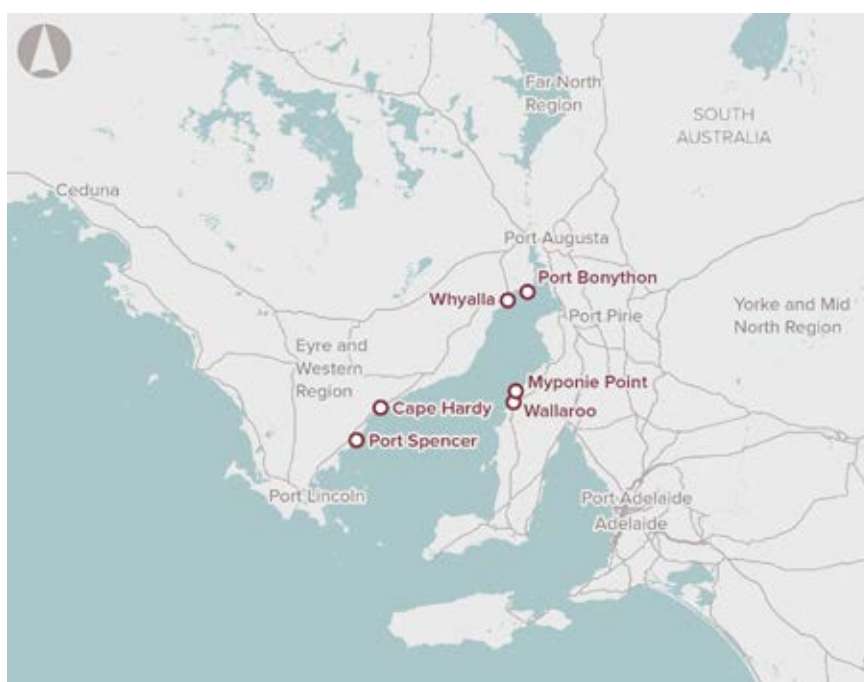 Far North
Region
SOUTH
AUSTRALIA
Ceduna
Port Augusta
Port Bonython
Whyalla
Yorke and Mid
North Region
Port Pirie
Eyre and
Western
Region
Myponie Point
Wallaroo
Cape Hardy
Port Spencer
Port Lincoln
Port Adelaide
Adelaide